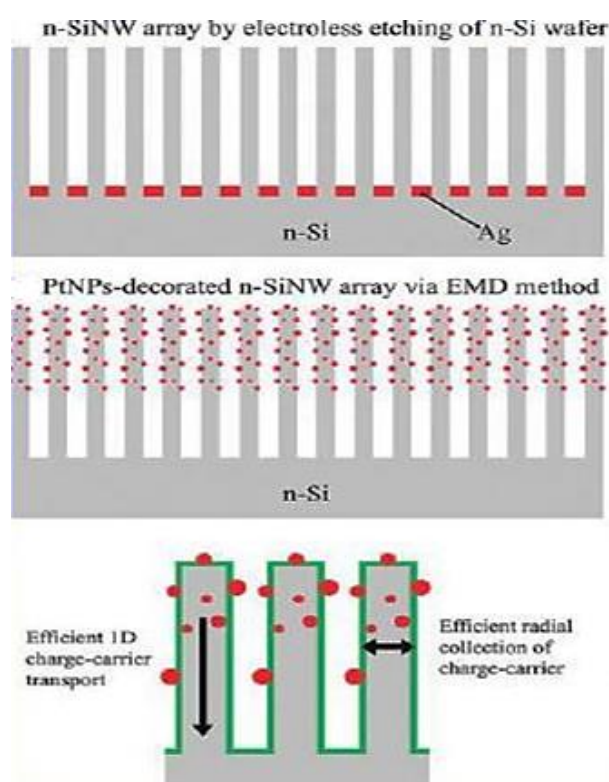 n-SiNW array by electroless etching of n-Si wafer
Ag
n-Si
PtNPs-decorated n-SiNW array via EMD method
n-Si
Efficient 1D
charge-carrier
transport
Efficient radial
collection of
charge-carrier